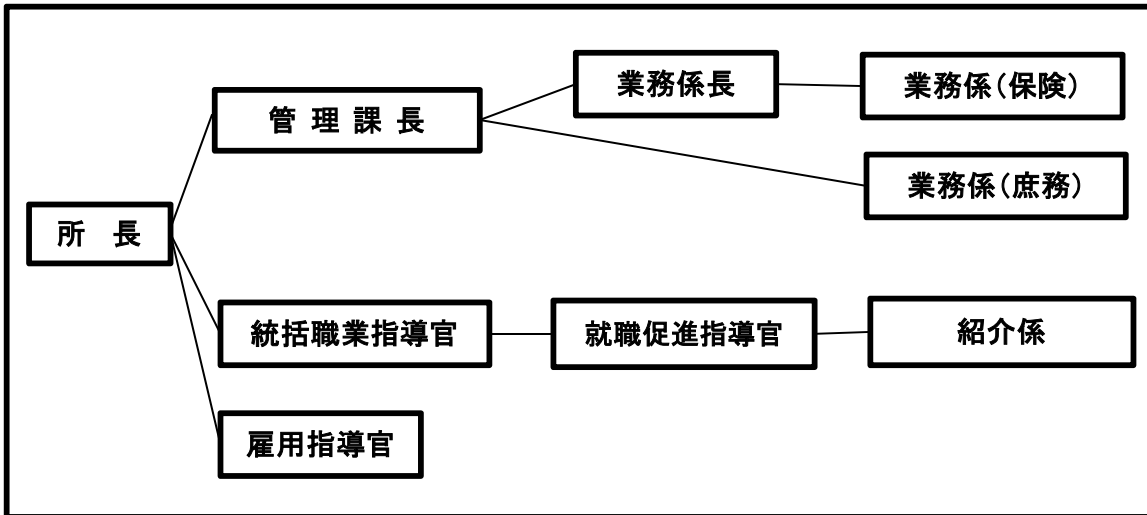 業務係長
業務係（保険）
管 理 課 長
業務係（庶務）
所　長
統括職業指導官
就職促進指導官
紹介係
雇用指導官